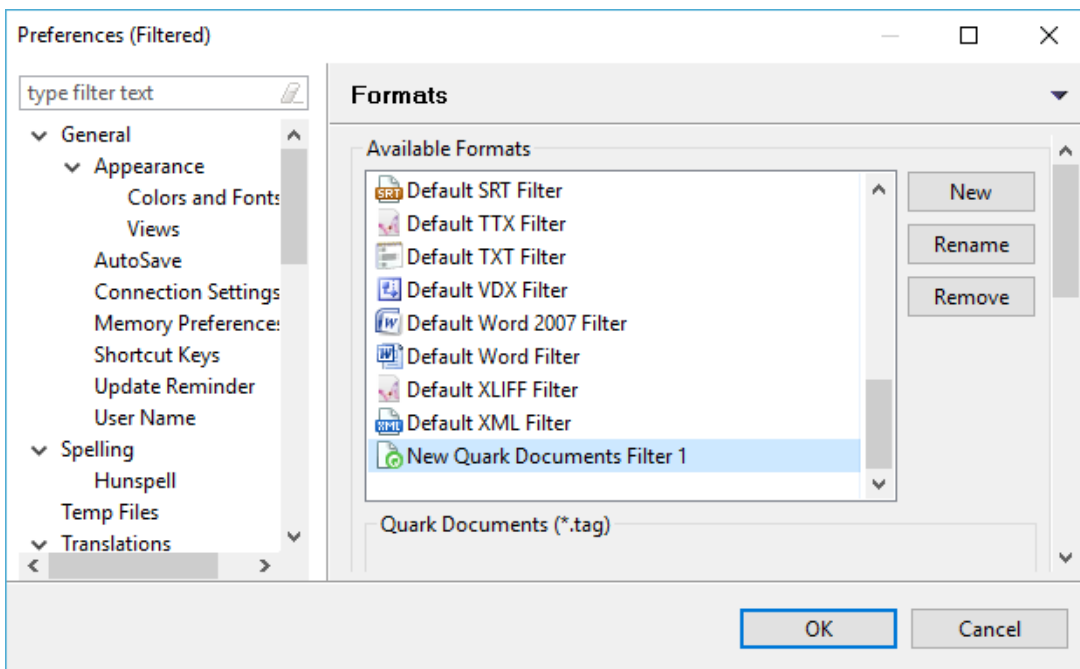 Preferences (Filtered)
type filter text
General
Appearance
Colors and Fonts
Views
AutoSave
Connection Settings
Memory Preferences
Shortcut Keys
Update Reminder
User Name
Spelling
Hunspell
Temp Files
Translations
Formats
Available Formats
SRT Default SRT Filter
Default TTX Filter
Default TXT Filter
Default VDX Filter
W Default Word 2007 Filter
W Default Word Filter
Default XLIFF Filter
XML Default XML Filter
New Quark Documents Filter 1
New
Rename
Remove
Quark Documents (*.tag)
OK
Cancel